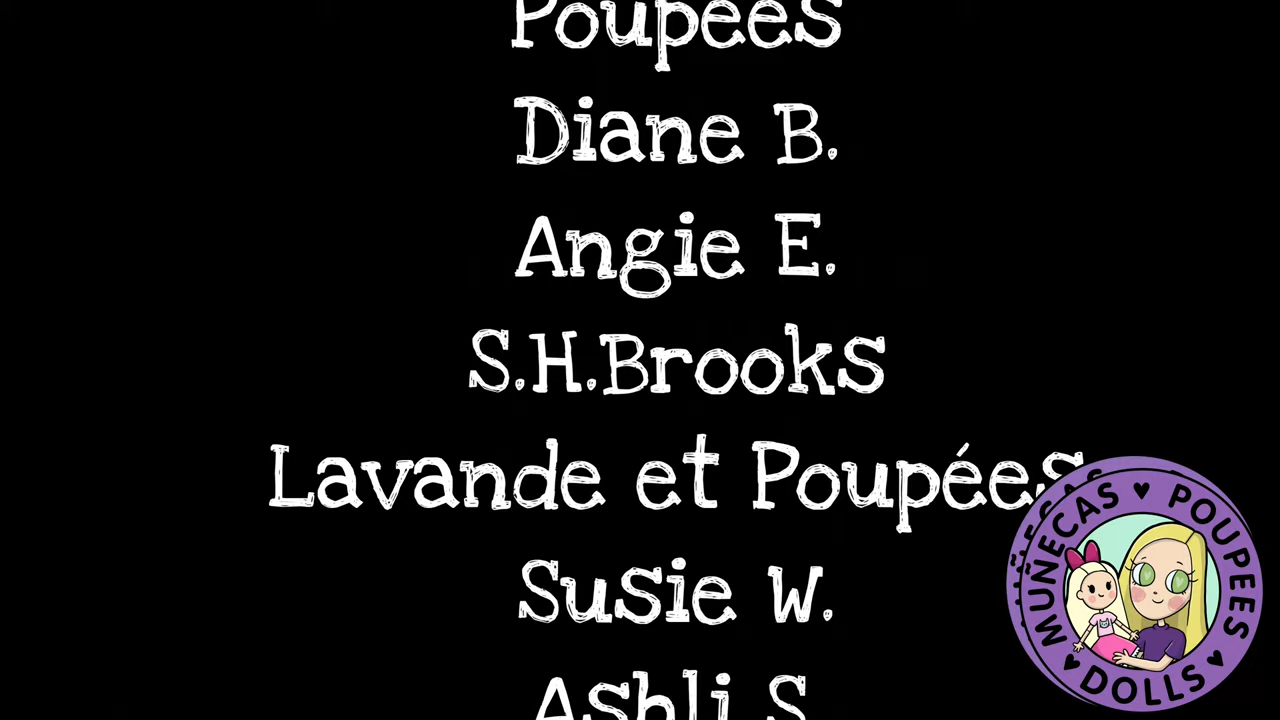 Poupées
Diane B.
Angie E.
S.H.Brooks
Lavande et Poupées
Susie W.
Ashli S
MUÑECAS ♥ POUPEES
♥ DOLLS ♥